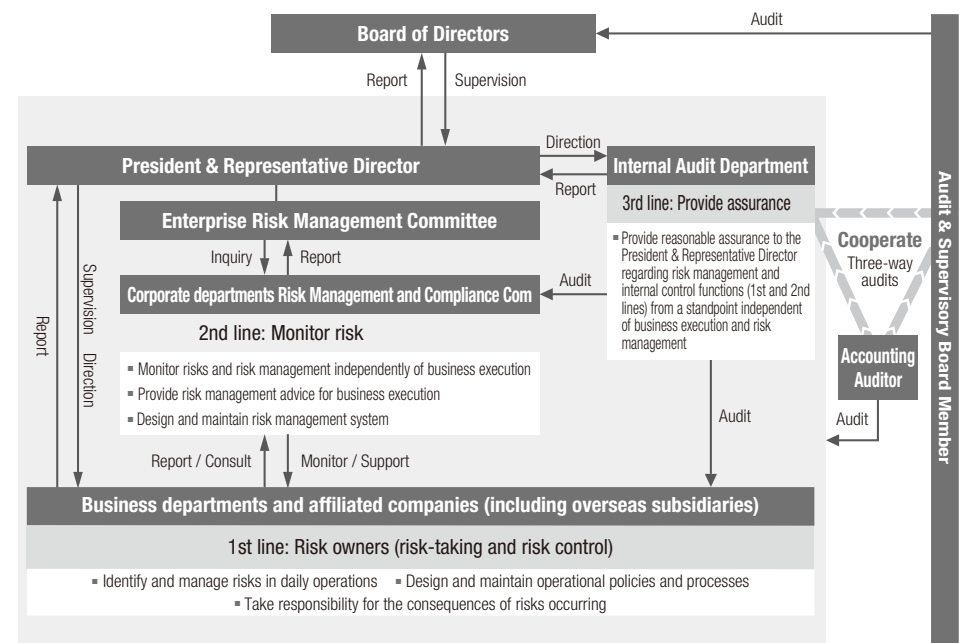 Board of Directors
Audit
Report
Supervision
President & Representative Director
Direction
Report
Internal Audit Department
3rd line: Provide assurance
▪ Provide reasonable assurance to the
President & Representative Director
regarding risk management and
internal control functions (1st and 2nd
lines) from a standpoint independent
of business execution and risk
management
Enterprise Risk Management Committee
Inquiry
Report
Corporate departments Risk Management and Compliance Com
Audit
2nd line: Monitor risk
▪ Monitor risks and risk management independently of business execution
▪ Provide risk management advice for business execution
▪ Design and maintain risk management system
Report
Supervision Direction
Report / Consult
Monitor / Support
Audit
Cooperate
Three-way
audits
Accounting
Auditor
Audit
Audit & Supervisory Board Member
Business departments and affiliated companies (including overseas subsidiaries)
1st line: Risk owners (risk-taking and risk control)
▪ Identify and manage risks in daily operations ▪ Design and maintain operational policies and processes
▪ Take responsibility for the consequences of risks occurring